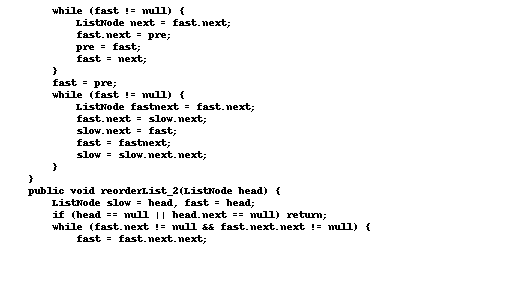 while (fast != null) {
ListNode next = fast.next;
fast.next = pre;
pre = fast;
fast = next;
}
fast = pre;
while (fast != null) {
ListNode fastnext = fast.next;
fast.next = slow.next;
slow.next = fast;
fast = fastnext;
slow = slow.next.next;
}
}
public void reorderList_2(ListNode head) {
ListNode slow = head, fast = head;
if (head == null || head.next == null) return;
while (fast.next != null && fast.next.next != null) {
fast = fast.next.next;